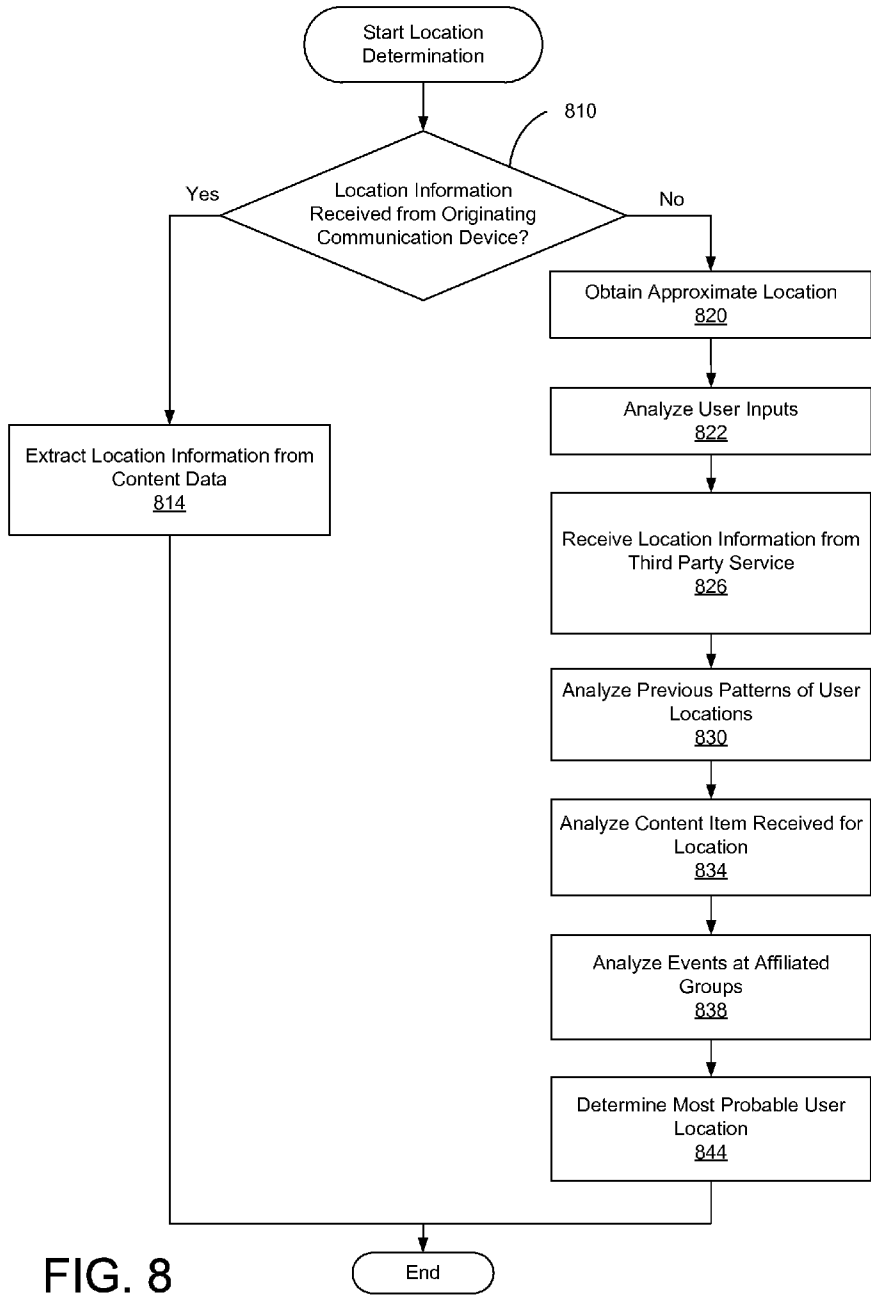 Start Location
Determination
810
Location Information
Received from Originating
Communication Device?
Yes
No
Obtain Approximate Location
820
Analyze User Inputs
822
Extract Location Information from
Content Data
814
Receive Location Information from
Third Party Service
826
Analyze Previous Patterns of User
Locations
830
Analyze Content Item Received for
Location
834
Analyze Events at Affiliated
Groups
838
Determine Most Probable User
Location
844
End
FIG. 8